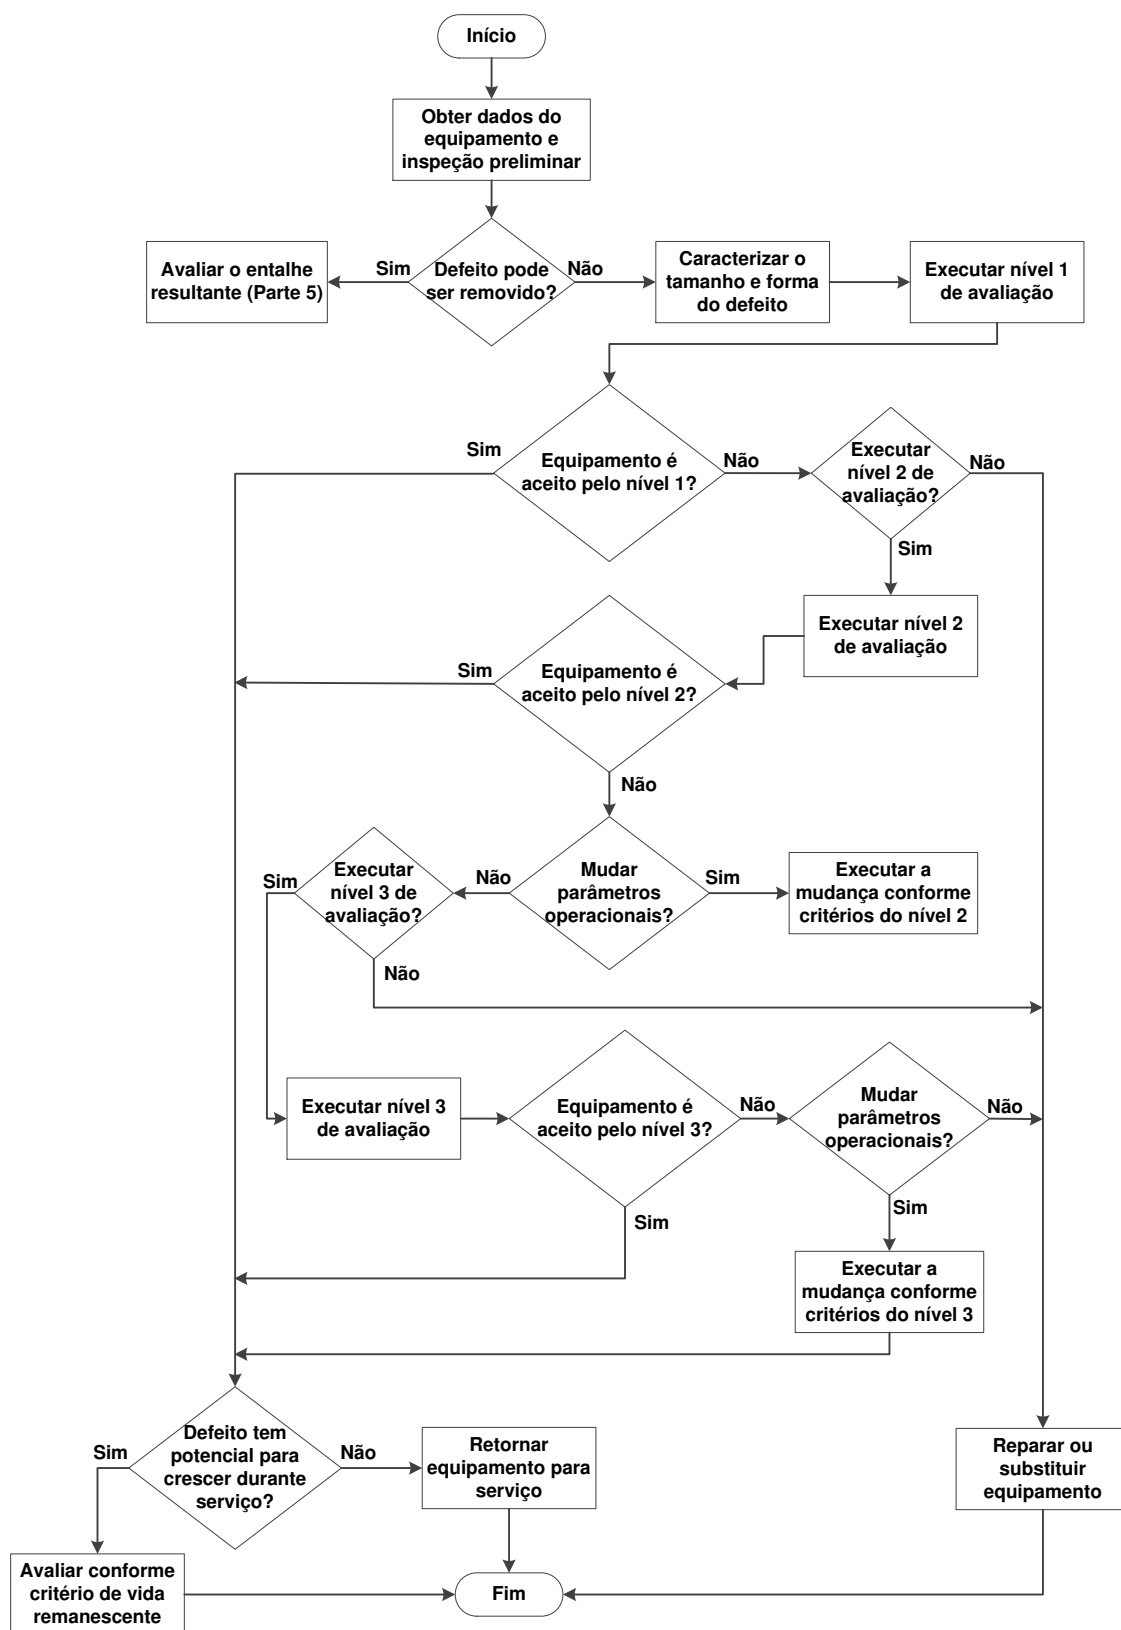 Início
Obter dados do
equipamento e
inspeção preliminar
Avaliar o entalhe
resultante (Parte 5)
Sim
Defeito pode
ser removido?
Não
Caracterizar o
tamanho e forma
do defeito
Executar nível 1
de avaliação
Sim
Equipamento é
aceito pelo nível 1?
Não
Executar
nível 2 de
avaliação?
Não
Sim
Executar nível 2
de avaliação
Sim
Equipamento é
aceito pelo nível 2?
Não
Sim
Executar
nível 3 de
avaliação?
Não
Mudar
parâmetros
operacionais?
Sim
Executar a
mudança conforme
critérios do nível 2
Não
Executar nível 3
de avaliação
Equipamento é
aceito pelo nível 3?
Não
Mudar
parâmetros
operacionais?
Não
Sim
Sim
Executar a
mudança conforme
critérios do nível 3
Sim
Defeito tem
potencial para
crescer durante
serviço?
Não
Retornar
equipamento para
serviço
Reparar ou
substituir
equipamento
Avaliar conforme
critério de vida
remanescente
Fim